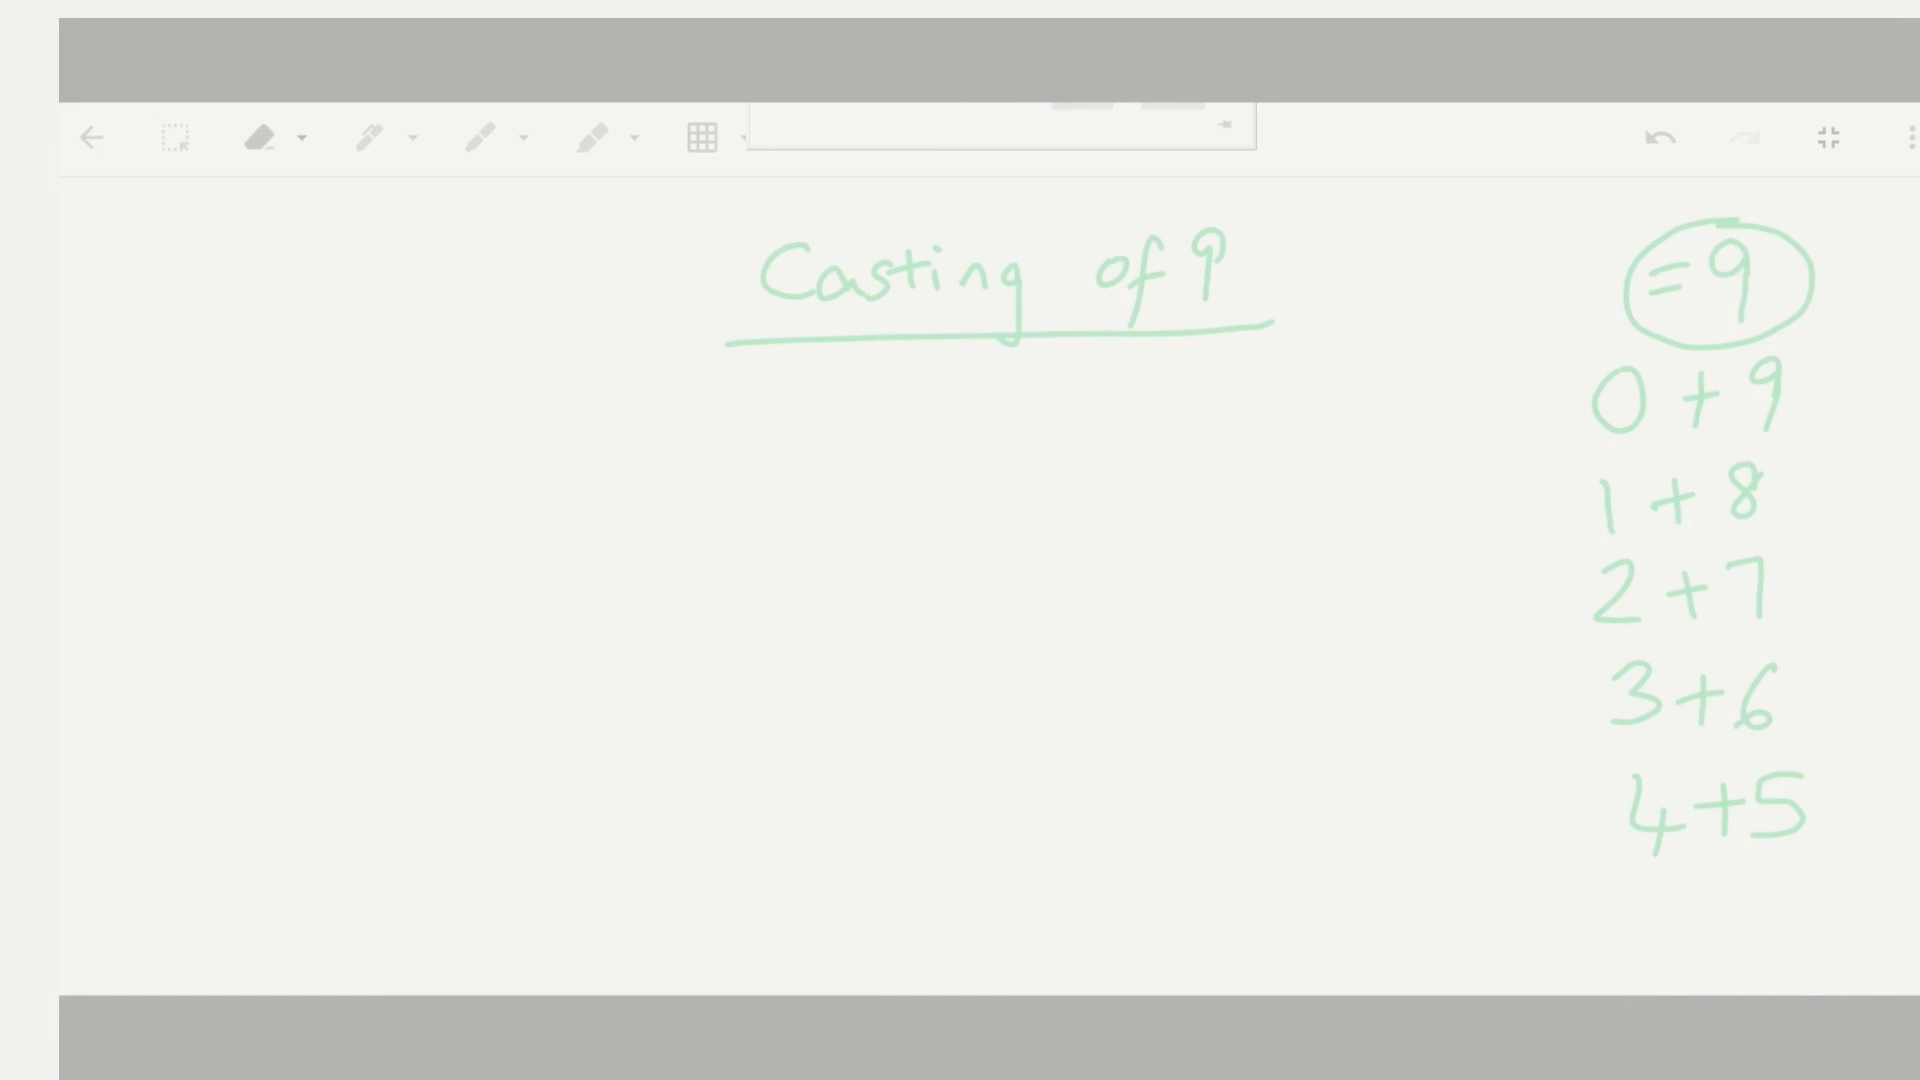 Casting of 9
= 9
0 + 9
1 + 8
2 + 7
3 + 6
4 + 5